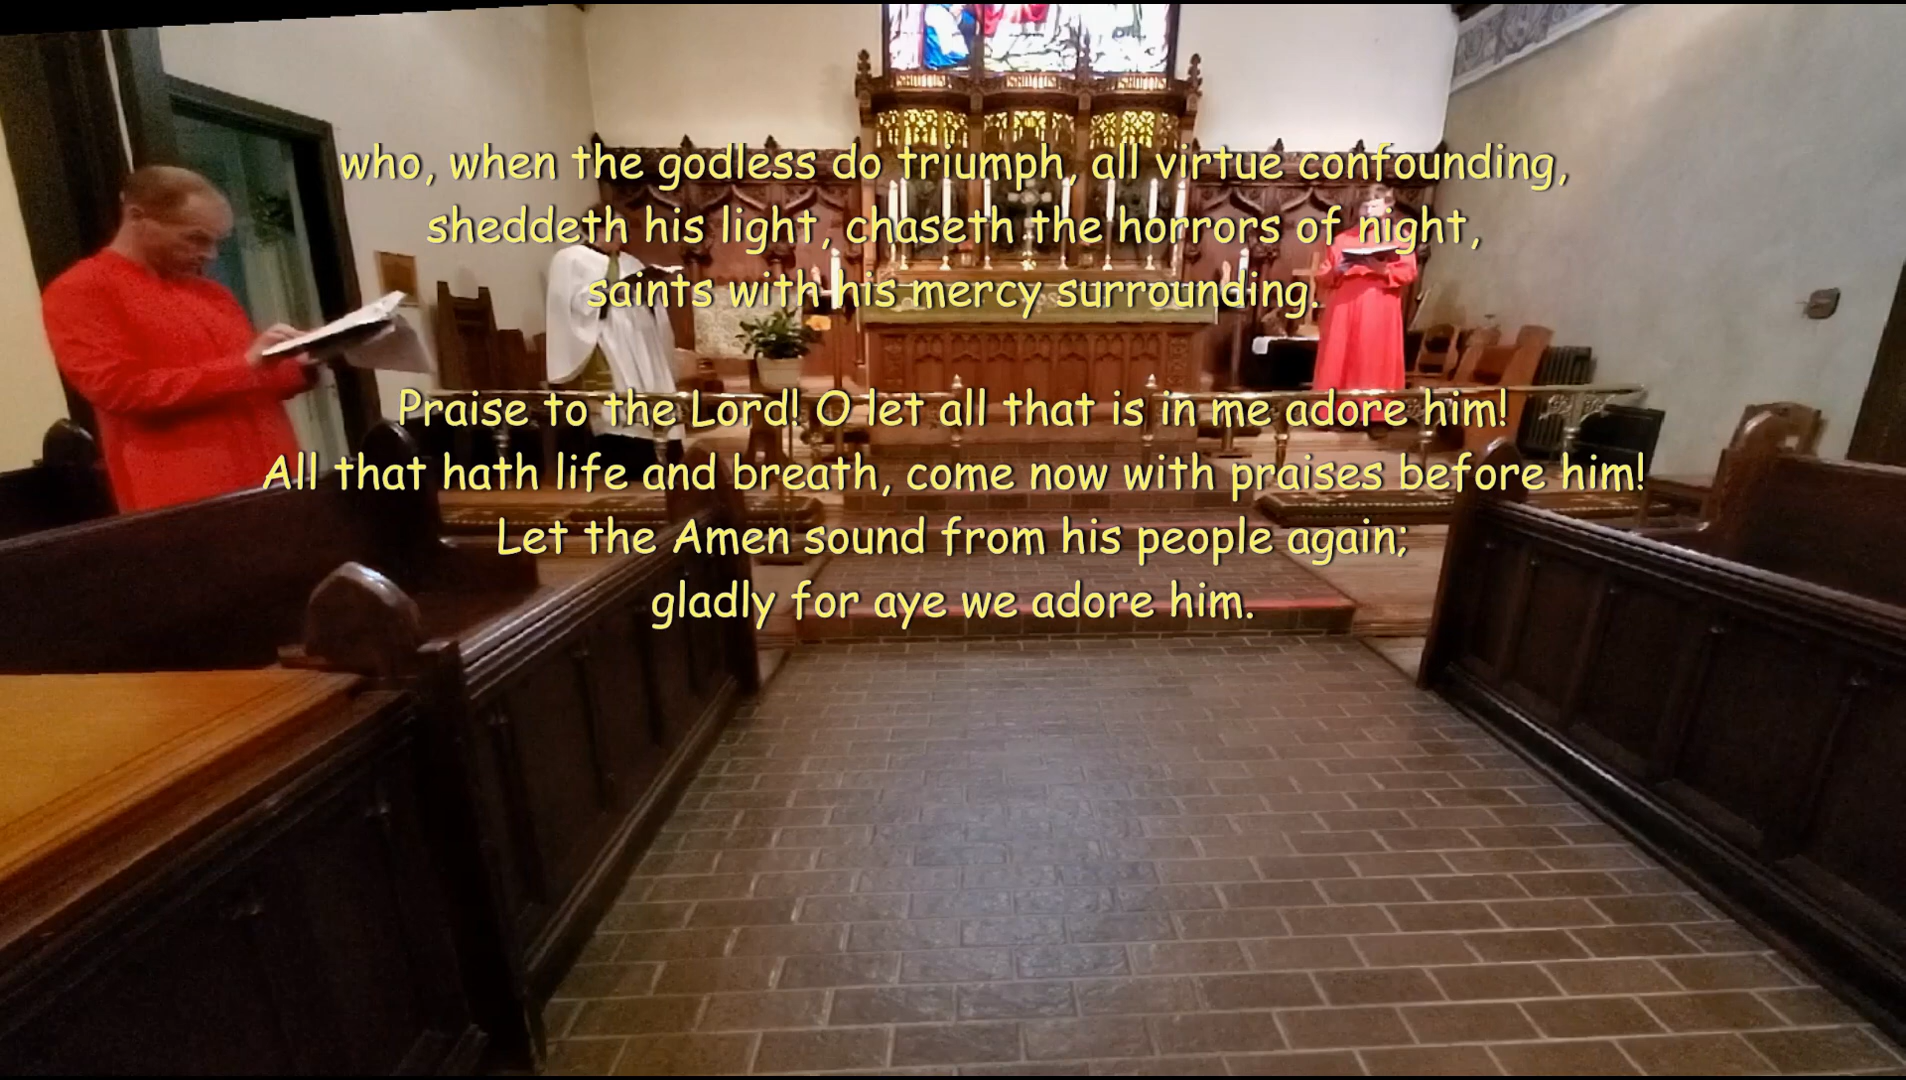 who, when the godless do triumph, all virtue confounding,
sheddeth his light, chaseth the horrors of night,
saints with his mercy surrounding.
Praise to the Lord! O let all that is in me adore him!
All that hath life and breath, come now with praises before him!
Let the Amen sound from his people again;
gladly for aye we adore him.